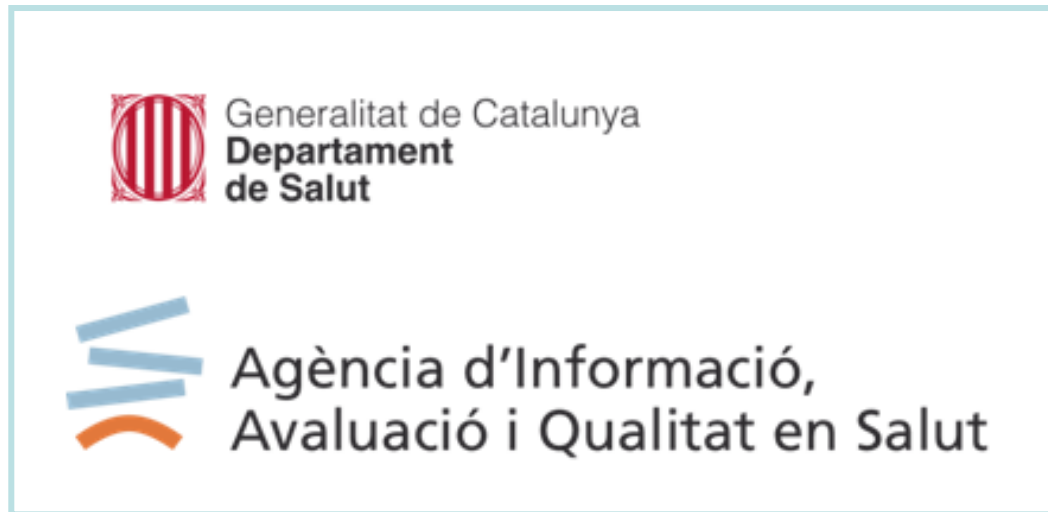 Generalitat de Catalunya
Departament
de Salut
Agència d'Informació,
Avaluació i Qualitat en Salut